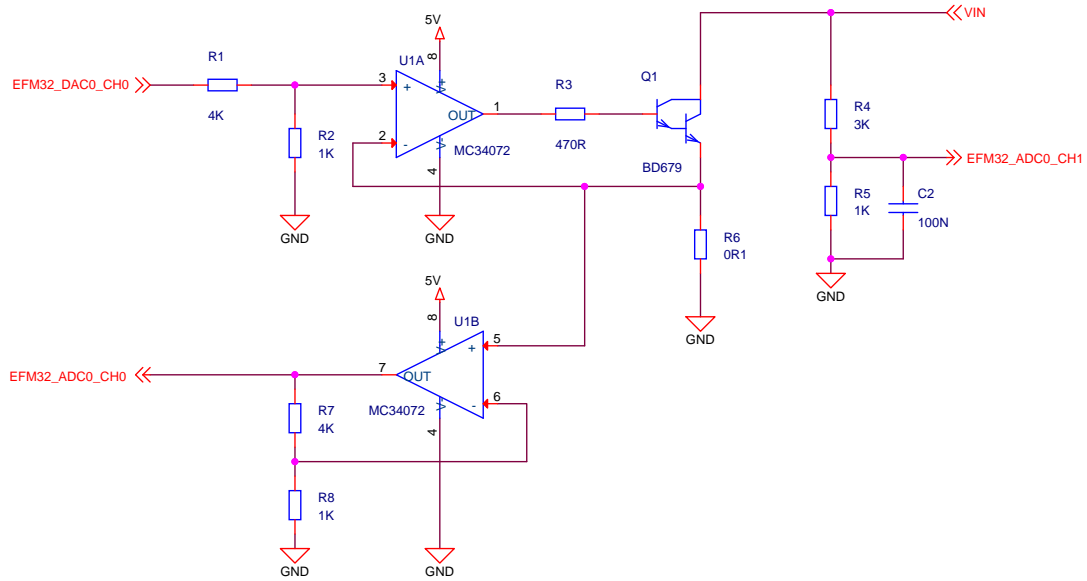 VIN
5V
R1
U1A
8
V+
EFM32_DAC0_CH0
3
+
R3
Q1
4K
OUT
1
R4
3K
R2
1K
2
-
MC34072
470R
V-
4
BD679
EFM32_ADC0_CH1
R5
1K
C2
100N
GND
GND
R6
0R1
GND
5V
8
U1B
V+
5
+
GND
EFM32_ADC0_CH0
7
OUT
6
-
R7
4K
MC34072
V-
4
R8
1K
GND
GND